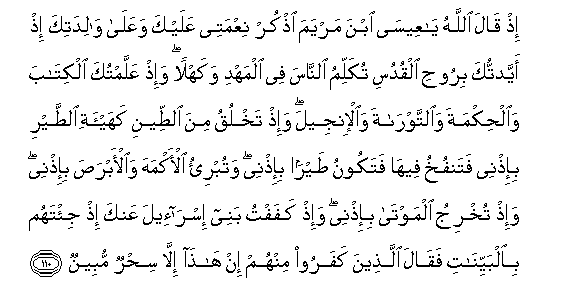 إِذْ قَالَ ٱللَّهُ يَـٰعِيسَى ٱبْنَ مَرْيَمَ ٱذْكُرْ نِعْمَتِى عَلَيْكَ وَعَلَىٰ وَٰلِدَتِكَ إِذْ
أَيَّدتُّكَ بِرُوحِ ٱلْقُدُسِ تُكَلِّمُ ٱلنَّاسَ فِى ٱلْمَهْدِ وَكَهْلًا ۖ وَإِذْ عَلَّمْتُكَ ٱلْكِتَـٰبَ
وَٱلْحِكْمَةَ وَٱلتَّوْرَىٰةَ وَٱلْإِنجِيلَ ۖ وَإِذْ تَخْلُقُ مِنَ ٱلطِّينِ كَهَيْـَٔةِ ٱلطَّيْرِ
بِإِذْنِى فَتَنفُخُ فِيهَا فَتَكُونُ طَيْرًۢا بِإِذْنِى ۖ وَتُبْرِئُ ٱلْأَكْمَهَ وَٱلْأَبْرَصَ بِإِذْنِى ۖ
وَإِذْ تُخْرِجُ ٱلْمَوْتَىٰ بِإِذْنِى ۖ وَإِذْ كَفَفْتُ بَنِىٓ إِسْرَٰٓءِيلَ عَنكَ إِذْ جِئْتَهُم
بِٱلْبَيِّنَـٰتِ فَقَالَ ٱلَّذِينَ كَفَرُوا۟ مِنْهُمْ إِنْ هَـٰذَآ إِلَّا سِحْرٌ مُّبِينٌ ١١٠